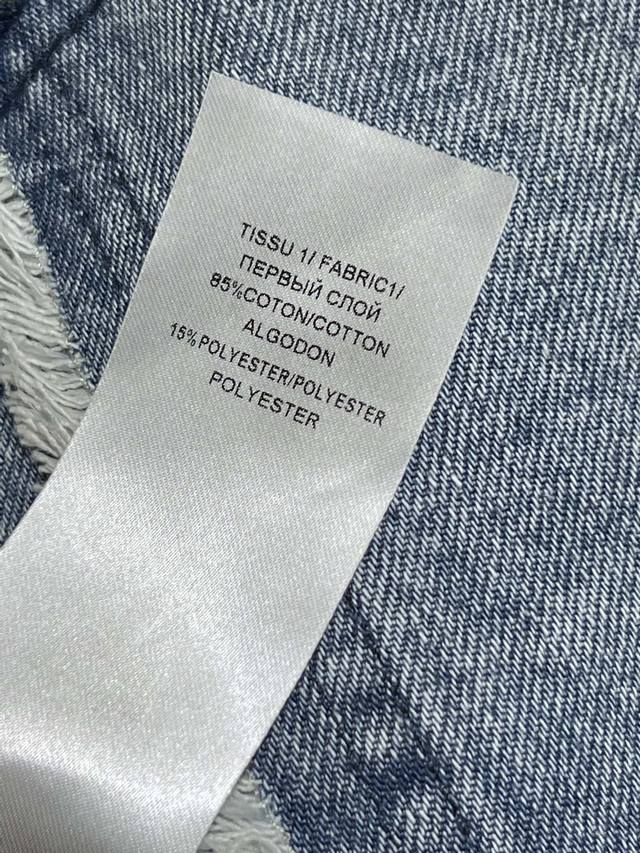 TISSU 1/ FABRIC1/
ПЕРВЫЙ СЛОЙ
85%COTON/COTTON
ALGODON
15%POLYESTER/POLYESTER
POLYESTER